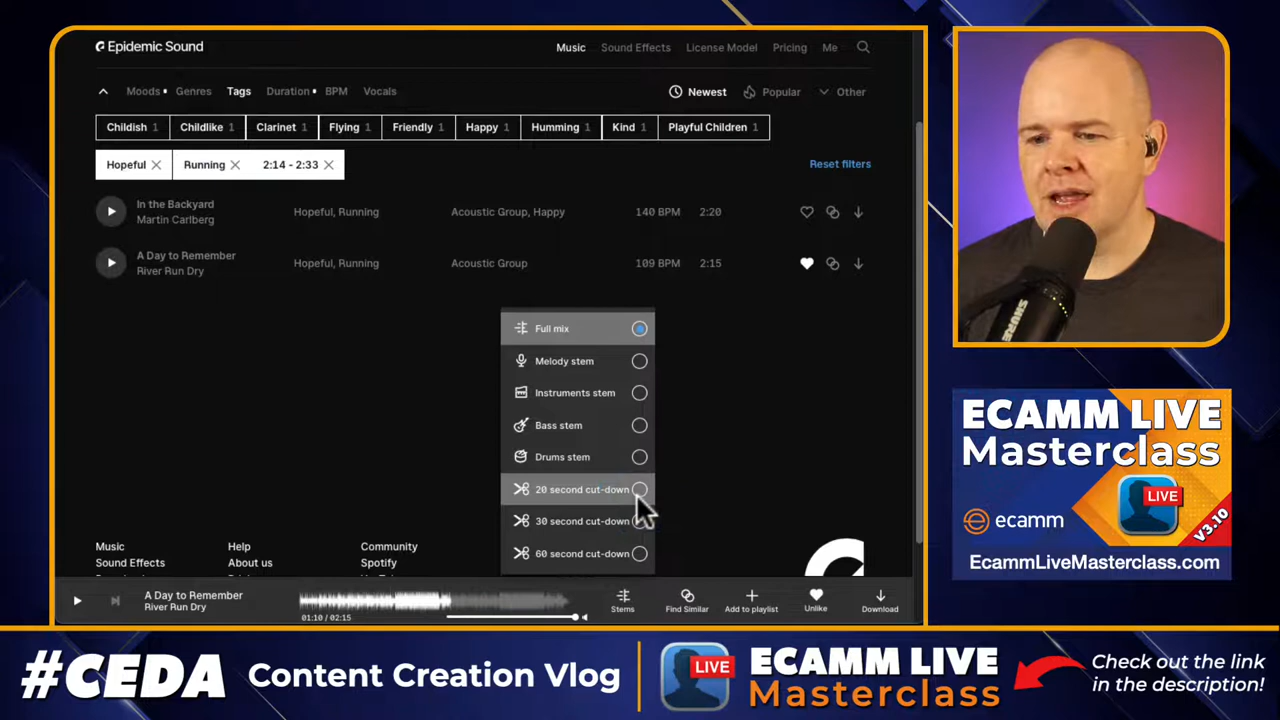 Epidemic Sound
Music Sound Effects License Model Pricing Me
Moods Genres Tags Duration BPM Vocals Newest Popular Other
Childish 1 Childlike 1 Clarinet 1 Flying 1 Friendly 1 Happy 1 Humming 1 Kind 1 Playful Children 1
Hopeful Running 2:14 - 2:33 Reset filters
In the Backyard
Martin Carlberg
Hopeful, Running Acoustic Group, Happy 140 BPM 2:20
A Day to Remember
River Run Dry
Hopeful, Running Acoustic Group 109 BPM 2:15
Full mix
Melody stem
Instruments stem
Bass stem
Drums stem
20 second cut-down
30 second cut-down
60 second cut-down
Music Help Community
Sound Effects About us Spotify
A Day to Remember
River Run Dry
01:10 / 02:15
Stems Find Similar Add to playlist Unlike Download
SHURE
ECAMM LIVE
Masterclass
LIVE
ecamm
V3.10
EcammLiveMasterclass.com
#CEDA Content Creation Vog
LIVE
ECAMM LIVE
Masterclass
Check out the link
in the description!